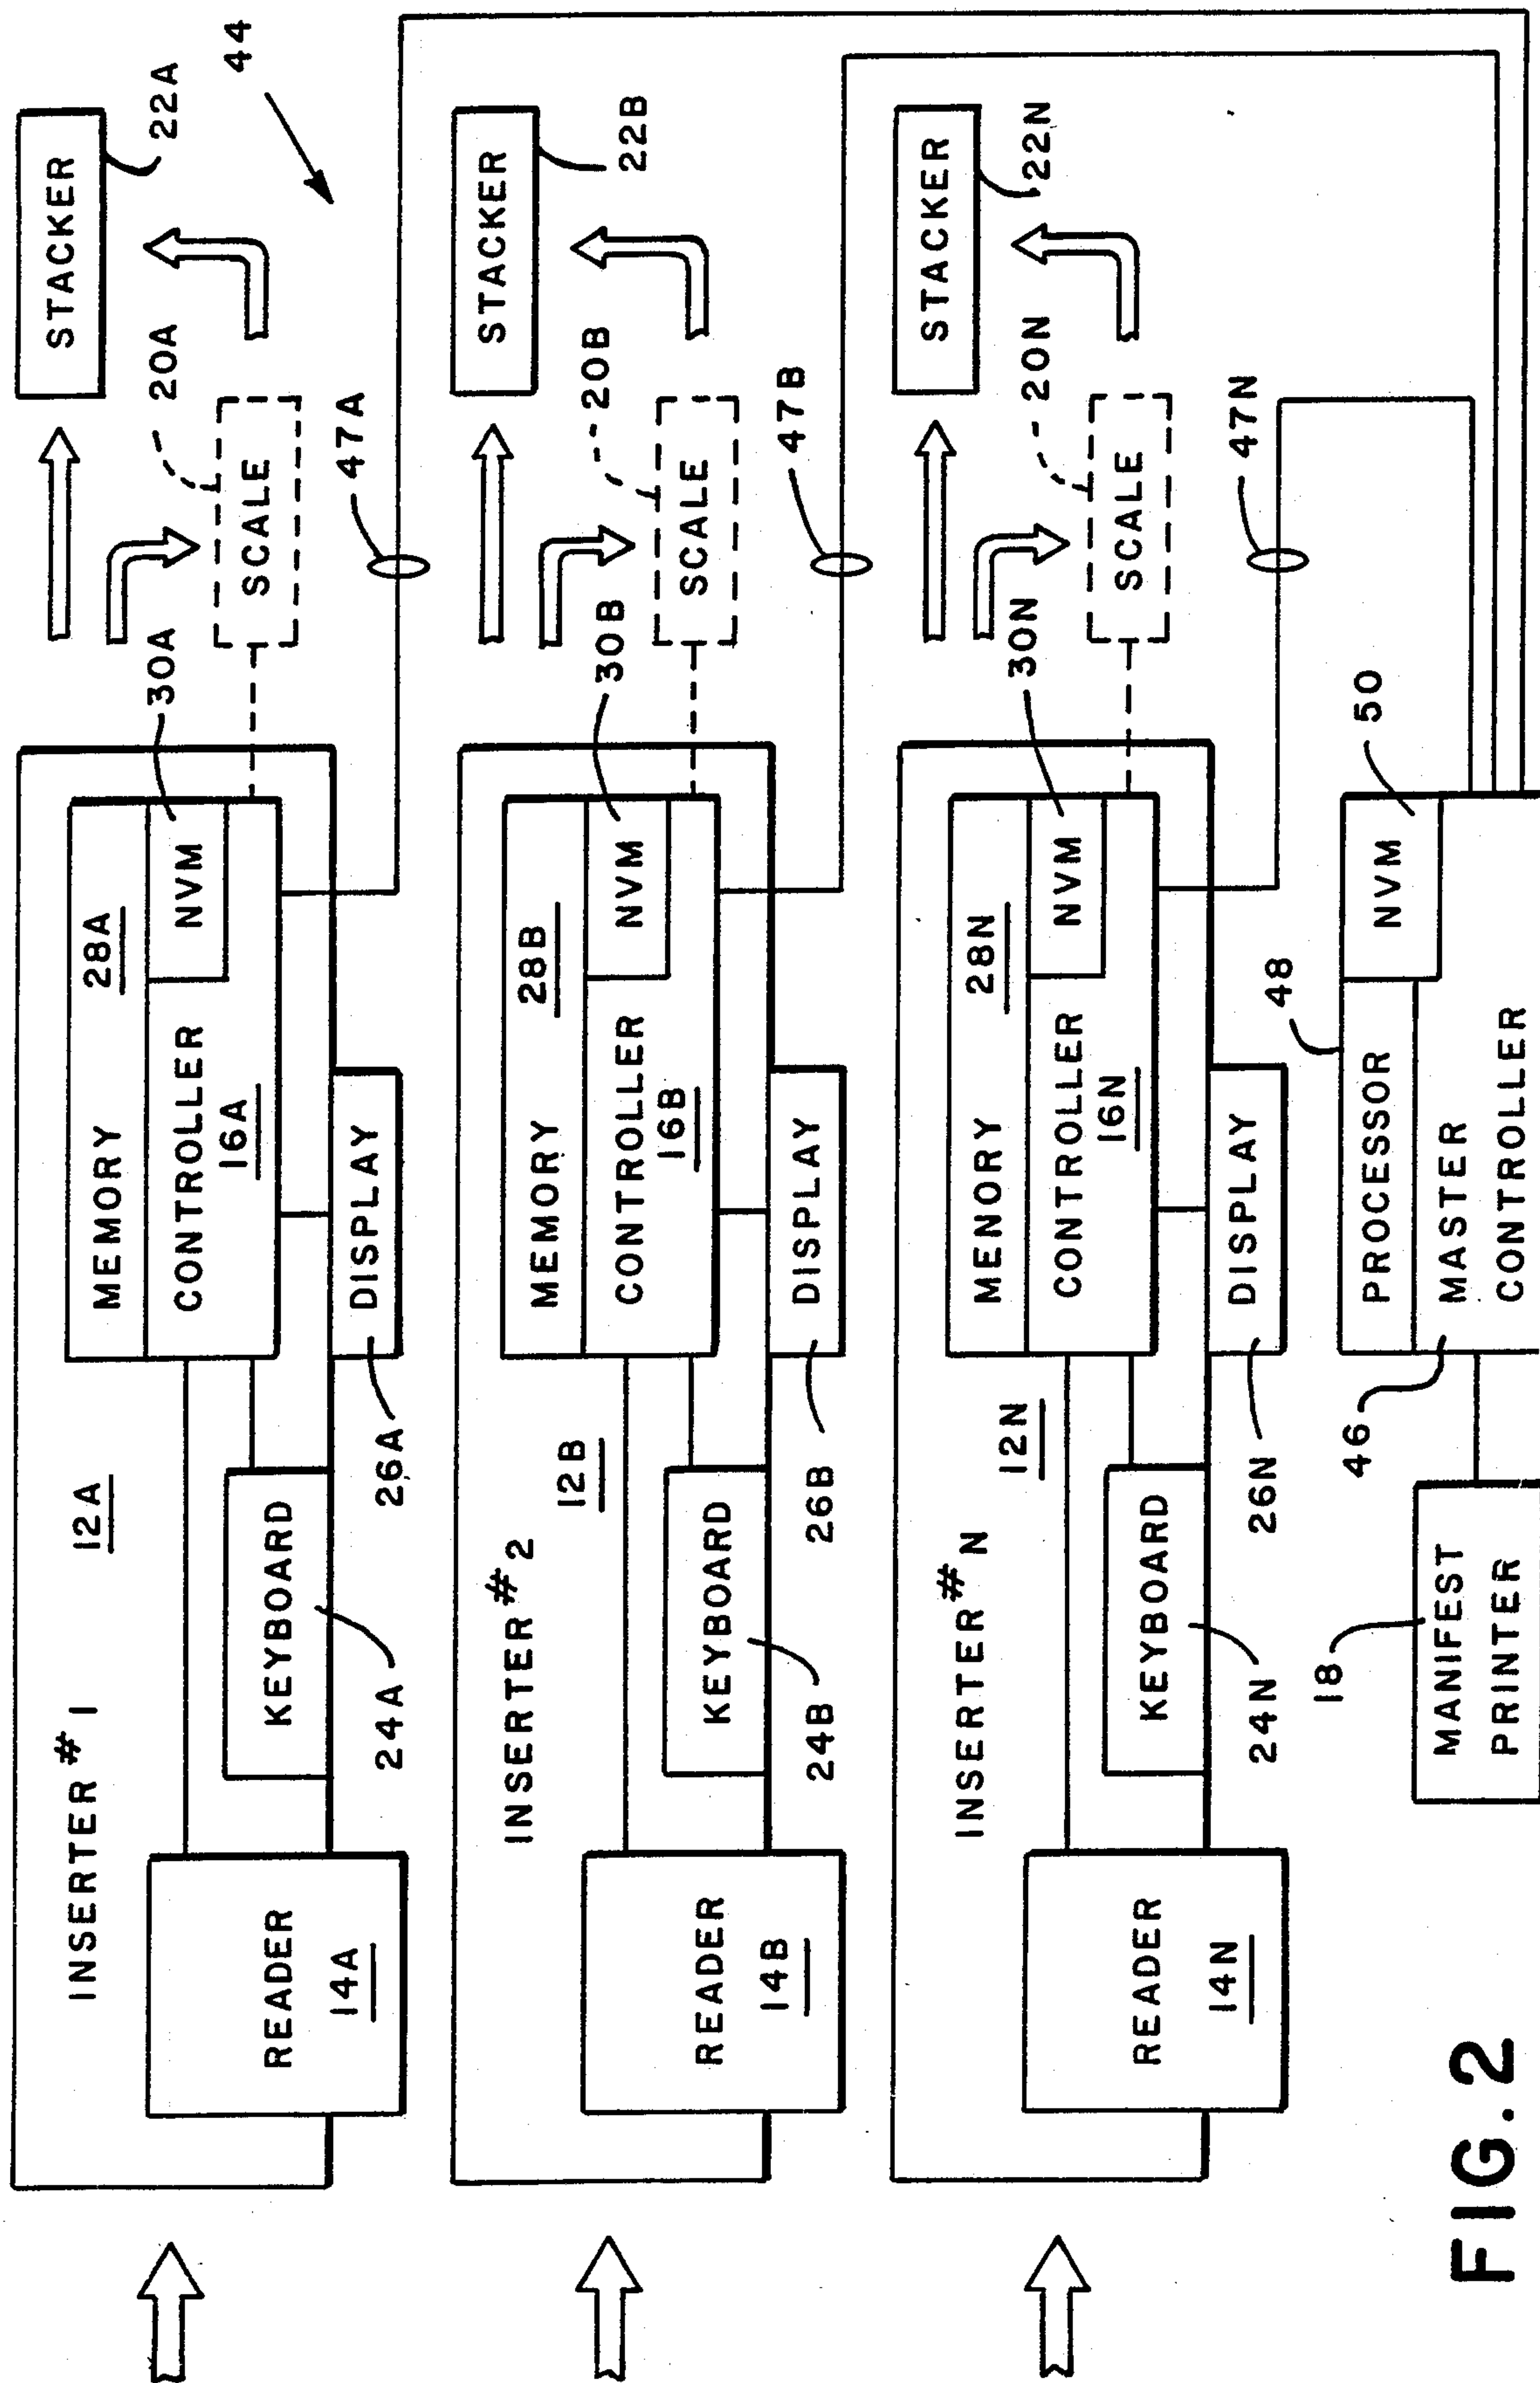 INSERTER #1
12A
MEMORY
28A
CONTROLLER
16A
NVM
30A
READER
14A
KEYBOARD
24A
DISPLAY
26A
SCALE
20A
STACKER
22A
44
47A
INSERTER #2
12B
MEMORY
28B
CONTROLLER
16B
NVM
30B
READER
14B
KEYBOARD
24B
DISPLAY
26B
SCALE
20B
STACKER
22B
47B
INSERTER #N
12N
MENORY
28N
CONTROLLER
16N
NVM
30N
READER
14N
KEYBOARD
24N
DISPLAY
26N
SCALE
20N
STACKER
22N
47N
18
MANIFEST
PRINTER
46
PROCESSOR
48
NVM
50
MASTER
CONTROLLER
FIG. 2